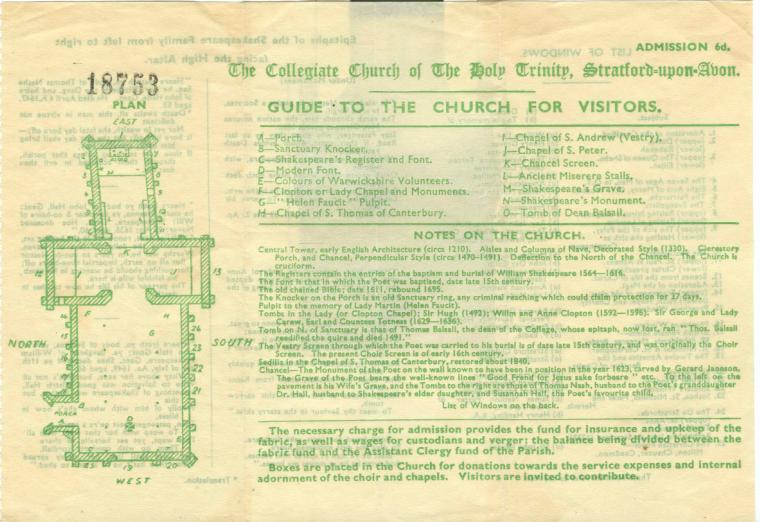 ADMISSION 6d.
18753
The Collegiate Church of The Holy Trinity, Stratford-upon-Avon.
GUIDE TO THE CHURCH FOR VISITORS.
PLAN
EAST
NORTH
SOUTH
WEST
A—Porch.
B—Sanctuary Knocker.
C—Shakespeare's Register and Font.
D—Modern Font.
E—Colours of Warwickshire Volunteers.
F—Clopton or Lady Chapel and Monuments.
G—"Helen Faucit" Pulpit.
H—Chapel of S. Thomas of Canterbury.
I—Chapel of S. Andrew (Vestry).
J—Chapel of S. Peter.
K—Chancel Screen.
L—Ancient Miserere Stalls.
M—Shakespeare's Grave.
N—Shakespeare's Monument.
O—Tomb of Dean Balsall.
NOTES ON THE CHURCH.
Central Tower, early English Architecture (circa 1210). Aisles and Columns of Nave, Decorated Style (1330). Clerestory
Porch, and Chancel, Perpendicular Style (circa 1470–1491). Deflection to the North of the Chancel. The Church is
cruciform.
The Registers contain the entries of the baptism and burial of William Shakespeare 1564—1616.
The Font is that in which the Poet was baptised, date late 15th century.
The old chained Bible; date 1611, rebound 1695.
The Knocker on the Porch is an old Sanctuary ring, any criminal reaching which could claim protection for 37 days.
Pulpit to the memory of Lady Martin (Helen Faucit).
Tombs in the Lady (or Clopton Chapel); Sir Hugh (1492); Willm and Anne Clopton (1592—1596). Sir George and Lady
Carew, Earl and Countess Totness (1629—1636).
Tomb on N. of Sanctuary is that of Thomas Balsall, the dean of the College, whose epitaph, now lost, ran "Thos. Balsall
reedified the quire and died 1491."
The Vestry Screen through which the Poet was carried to his burial is of date late 15th century, and was originally the Choir
Screen. The present Choir Screen is of early 16th century.
Sedilia in the Chapel of S. Thomas of Canterbury, restored about 1840.
Chancel—The Monument of the Poet on the wall known to have been in position in the year 1623, carved by Gerard Janssen.
The Grave of the Poet bears the well-known lines "Good Frend for Jesus sake forbeare" etc. To the left on the
pavement is his Wife's Grave, and the Tombs to the right are those of Thomas Nash, husband to the Poet's granddaughter
Dr. Hall, husband to Shakespeare's elder daughter, and Susannah Hall, the Poet's favourite child.
List of Windows on the back.
The necessary charge for admission provides the fund for insurance and upkeep of the
fabric, as well as wages for custodians and verger: the balance being divided between the
fabric fund and the Assistant Clergy fund of the Parish.
Boxes are placed in the Church for donations towards the service expenses and internal
adornment of the choir and chapels. Visitors are invited to contribute.